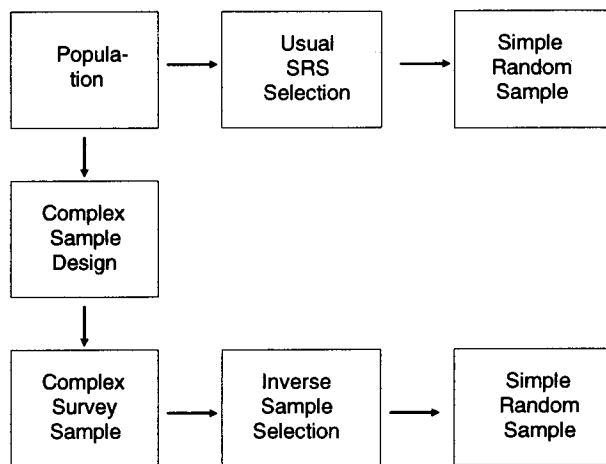 Popula-
tion
Usual
SRS
Selection
Simple
Random
Sample
Complex
Sample
Design
Complex
Survey
Sample
Inverse
Sample
Selection
Simple
Random
Sample